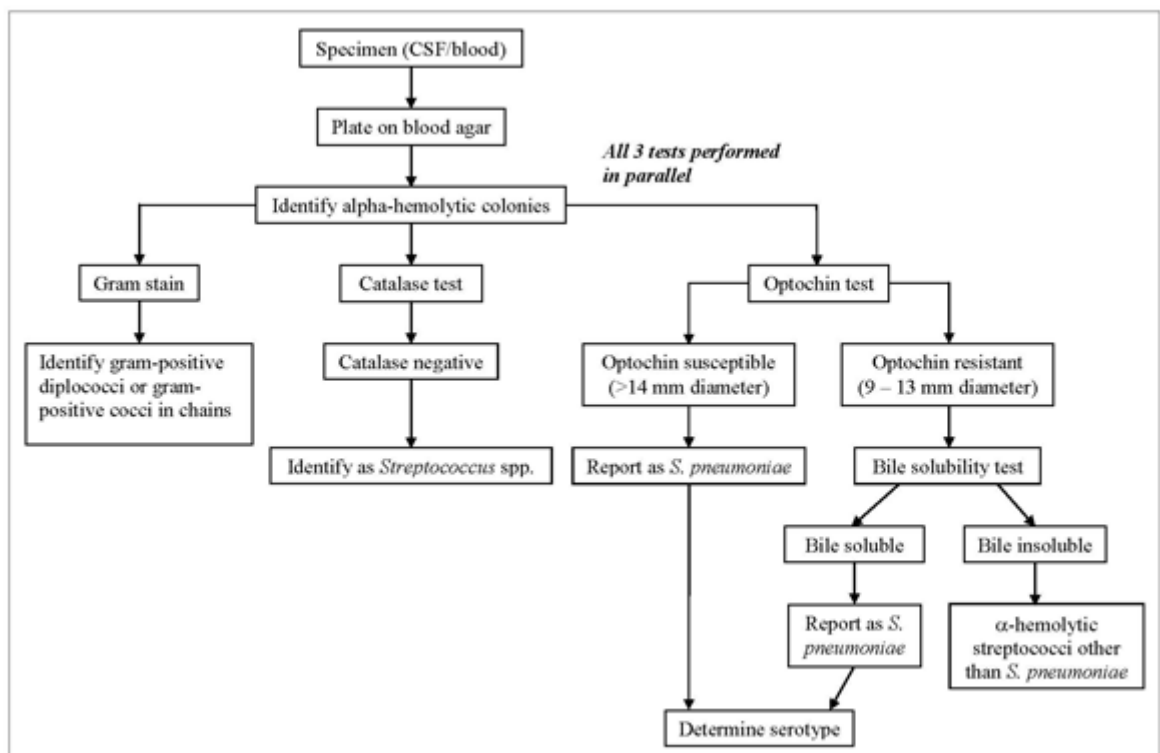 Specimen (CSF/blood)
Plate on blood agar
All 3 tests performed
in parallel
Identify alpha-hemolytic colonies
Gram stain
Catalase test
Optochin test
Identify gram-positive
diplococci or gram-
positive cocci in chains
Catalase negative
Optochin susceptible
(>14 mm diameter)
Optochin resistant
(9 – 13 mm diameter)
Identify as Streptococcus spp.
Report as S. pneumoniae
Bile solubility test
Bile soluble
Bile insoluble
Report as S.
pneumoniae
α-hemolytic
streptococci other
than S. pneumoniae
Determine serotype